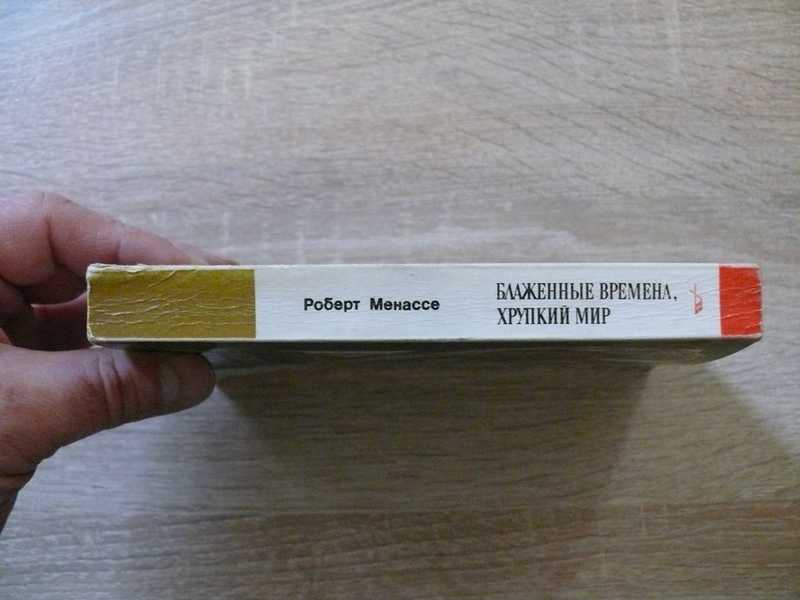 Роберт Менассе
БЛАЖЕННЫЕ ВРЕМЕНА,
ХРУПКИЙ МИР